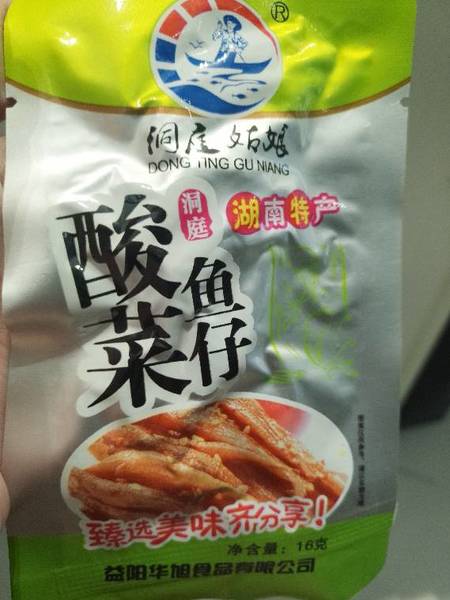 ®
洞庭姑娘
DONG TING GU NIANG
洞庭
湖南特产
酸菜
鱼仔
臻选美味 齐分享!
净含量: 16克
益阳华旭食品有限公司